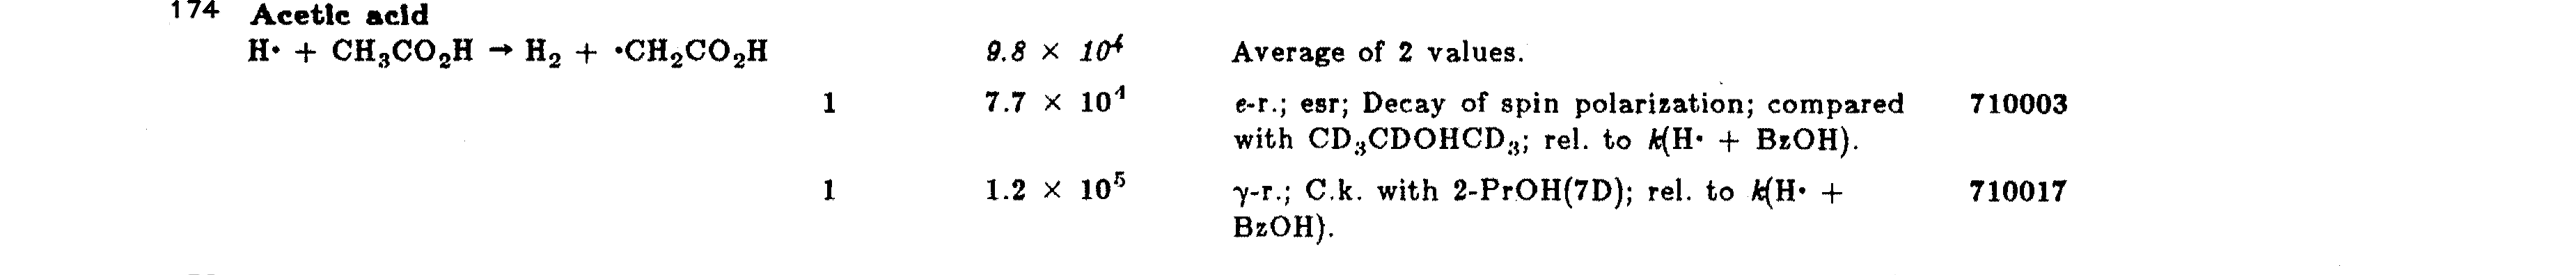 174 Acetic acid
H• + CH₃CO₂H → H₂ + •CH₂CO₂H 9.8 × 10⁴ Average of 2 values.
1 7.7 × 10⁴ e-r.; esr; Decay of spin polarization; compared 710003
with CD₃CDOHCD₃; rel. to k(H• + BzOH).
1 1.2 × 10⁵ γ-r.; C.k. with 2-PrOH(7D); rel. to k(H• + 710017
BzOH).